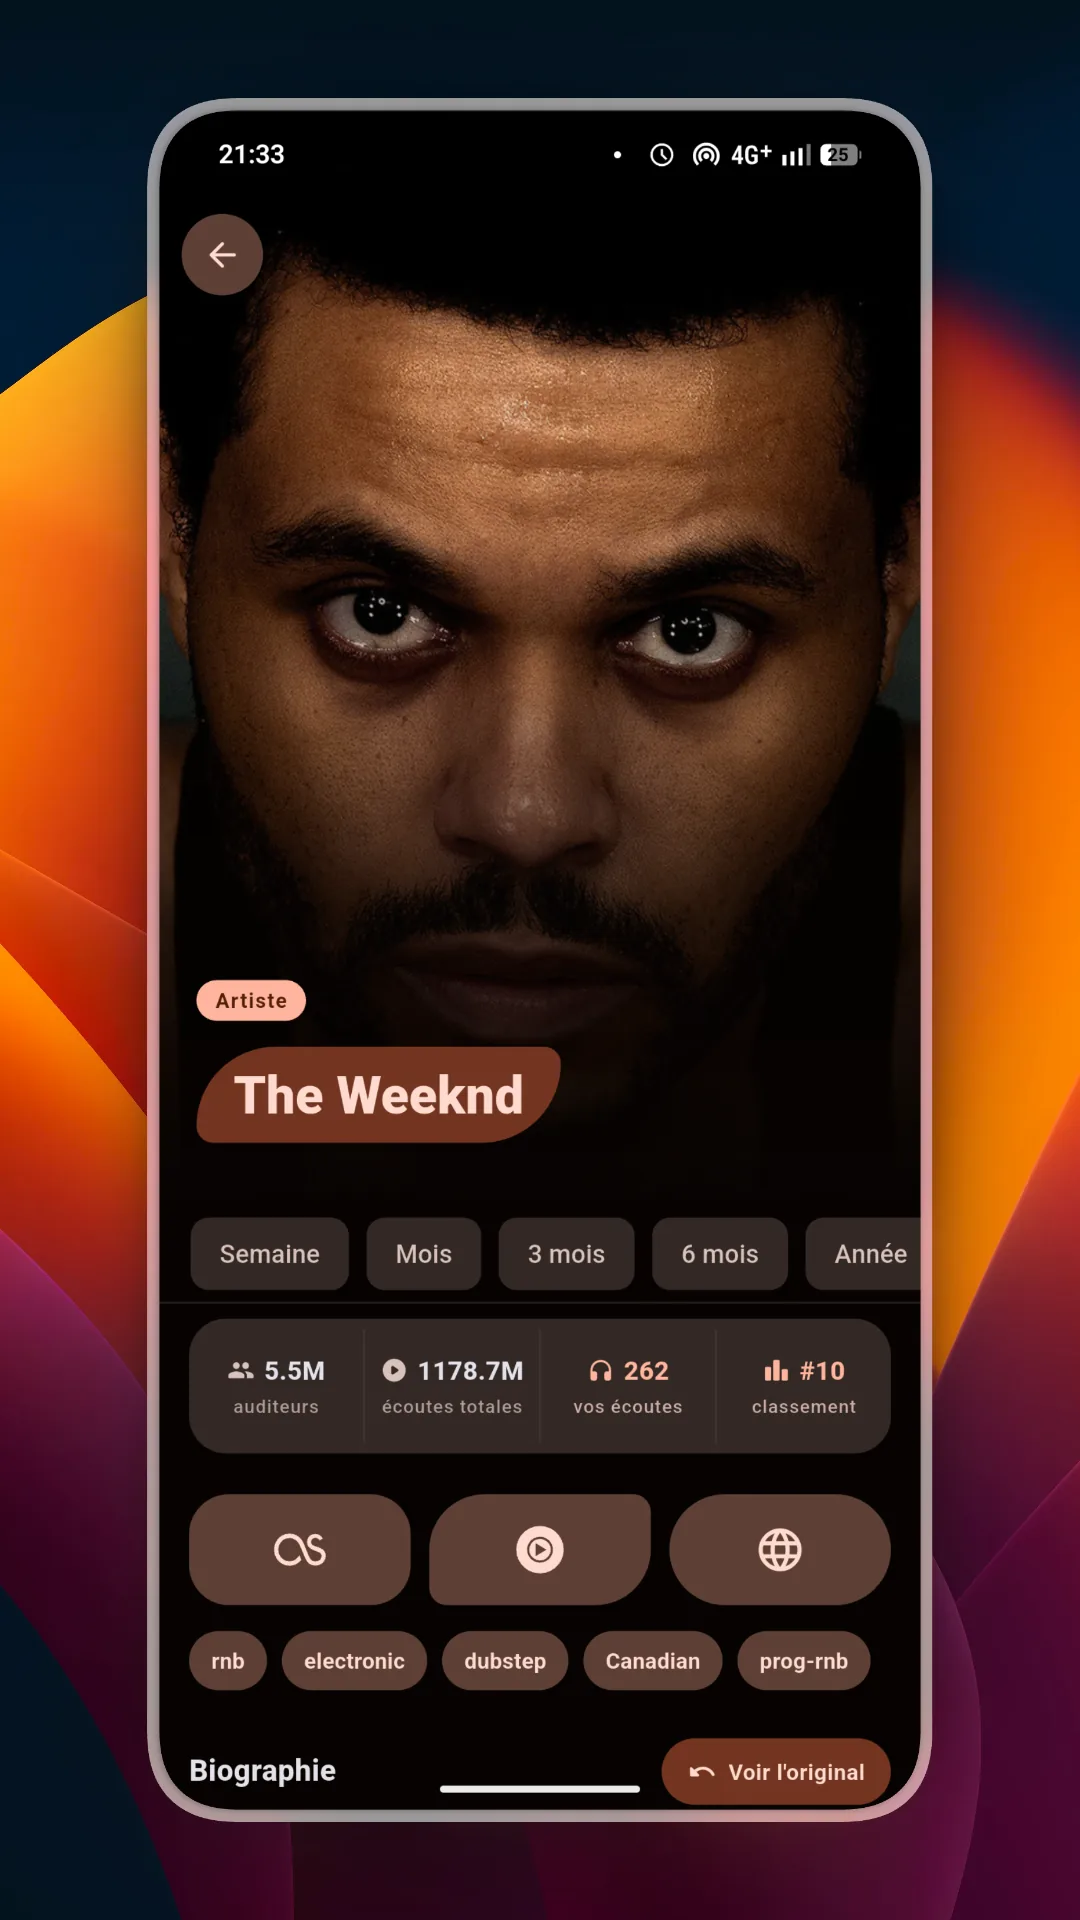 21:33
4G+
25
Artiste
The Weeknd
Semaine Mois 3 mois 6 mois Année
5.5M 1178.7M 262 #10
auditeurs écoutes totales vos écoutes classement
rnb electronic dubstep Canadian prog-rnb
Biographie
Voir l'original